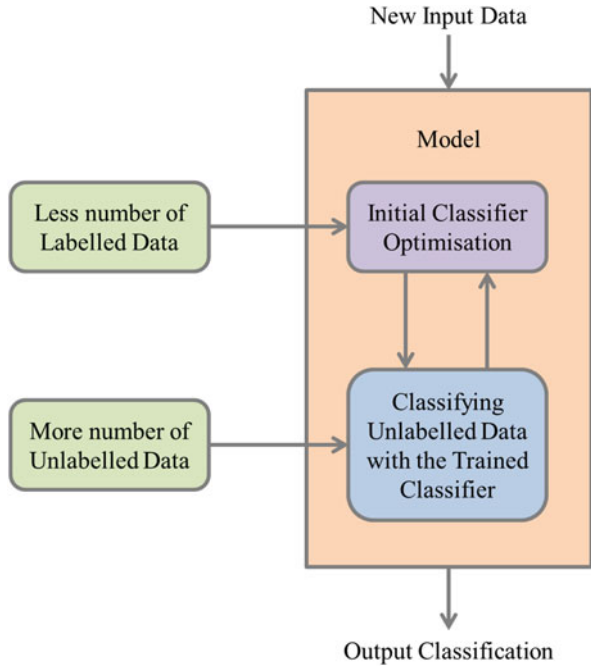 New Input Data
Model
Less number of
Labelled Data
Initial Classifier
Optimisation
More number of
Unlabelled Data
Classifying
Unlabelled Data
with the Trained
Classifier
Output Classification